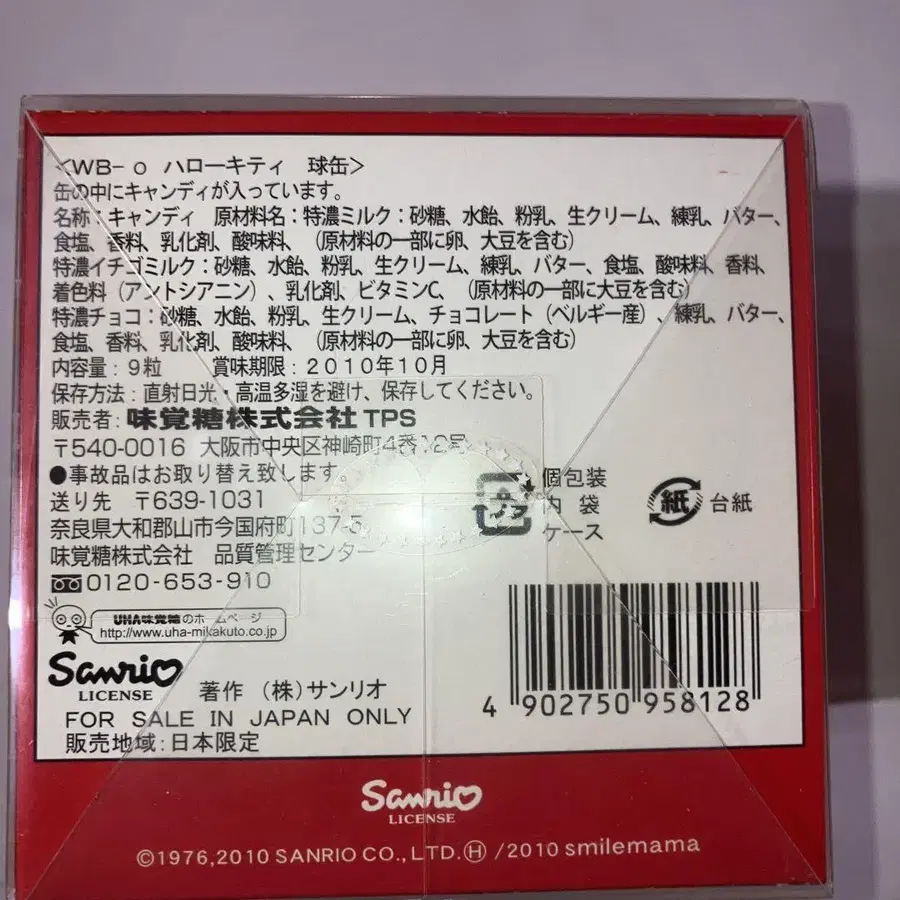 <WB-o ハローキティ 球缶>
缶の中にキャンディが入っています。
名称：キャンディ 原材料名：特濃ミルク：砂糖、水飴、粉乳、生クリーム、練乳、バター、
食塩、香料、乳化剤、酸味料、（原材料の一部に卵、大豆を含む）
特濃イチゴミルク：砂糖、水飴、粉乳、生クリーム、練乳、バター、食塩、酸味料、香料、
着色料（アントシアニン）、乳化剤、ビタミンC、（原材料の一部に大豆を含む）
特濃チョコ：砂糖、水飴、粉乳、生クリーム、チョコレート（ベルギー産）、練乳、バター、
食塩、香料、乳化剤、酸味料、（原材料の一部に卵、大豆を含む）
内容量：9粒 賞味期限：2010年10月
保存方法：直射日光・高温多湿を避け、保存してください。
販売者：味覚糖株式会社 TPS
〒540-0016 大阪市中央区神崎町4番12号
●事故品はお取り替え致します。
送り先 〒639-1031
奈良県大和郡山市今国府町137-5
味覚糖株式会社 品質管理センター
0120-653-910
プラ
個包装
内 袋
ケース
紙 台紙
UHA味覚糖のホームページ
http://www.uha-mikakuto.co.jp
Sanrio
LICENSE
著作（株）サンリオ
FOR SALE IN JAPAN ONLY
販売地域：日本限定
4 902750 958128
Sanrio
LICENSE
©1976,2010 SANRIO CO.,LTD.Ⓗ/2010 smilemama